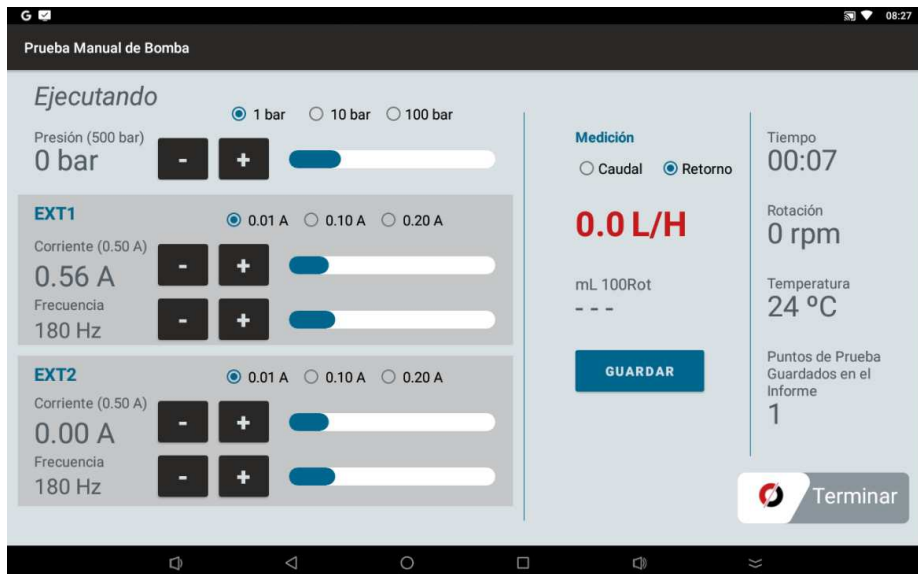 G
08:27
Prueba Manual de Bomba
Ejecutando
1 bar 10 bar 100 bar
Presión (500 bar)
0 bar
- +
EXT1
0.01 A 0.10 A 0.20 A
Corriente (0.50 A)
0.56 A
- +
Frecuencia
180 Hz
- +
EXT2
0.01 A 0.10 A 0.20 A
Corriente (0.50 A)
0.00 A
- +
Frecuencia
180 Hz
- +
Medición
Caudal Retorno
0.0 L/H
mL 100Rot
- - -
GUARDAR
Tiempo
00:07
Rotación
0 rpm
Temperatura
24 ºC
Puntos de Prueba
Guardados en el
Informe
1
Terminar